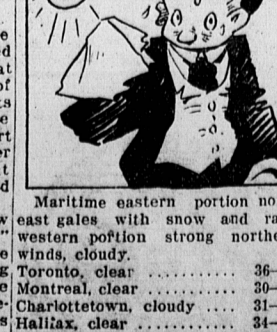 Maritime eastern portion no
east gales with snow and ra
western portion strong northe
winds, cloudy.
Toronto, clear ........... 36-
Montreal, clear .......... 30-
Charlottetown, cloudy .... 31-
Halifax, clear ........... 34-